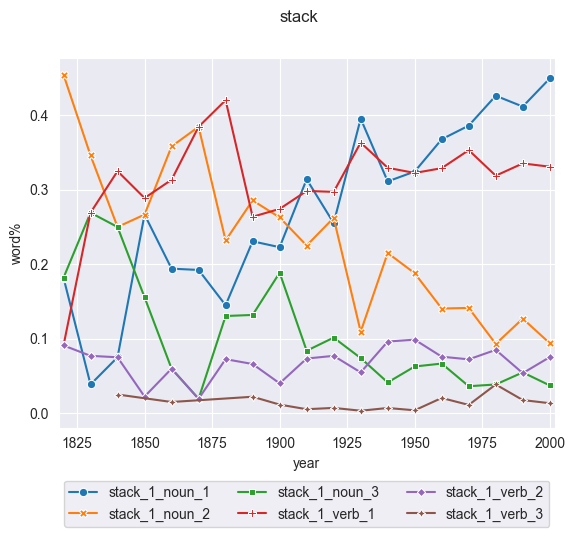 stack
0.4
0.3
0.2
0.1
0.0
word%
1825 1850 1875 1900 1925 1950 1975 2000
year
stack_1_noun_1 stack_1_noun_3 stack_1_verb_2
stack_1_noun_2 stack_1_verb_1 stack_1_verb_3